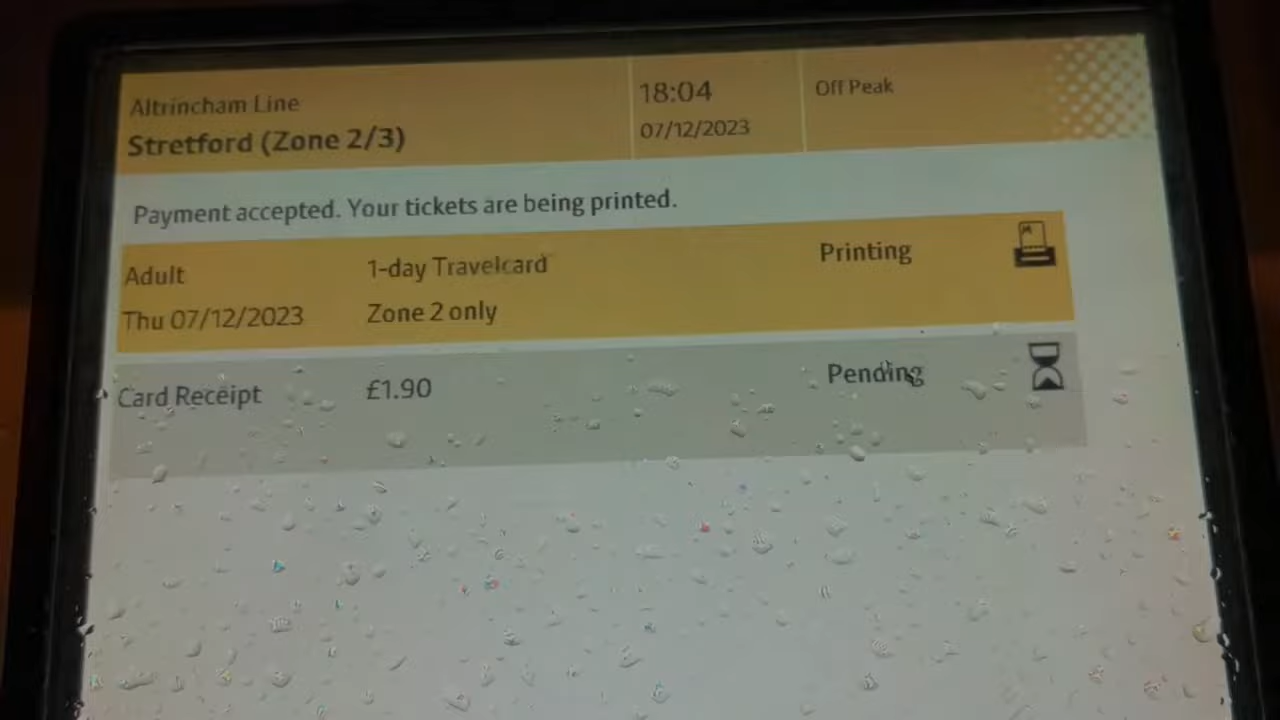 Altrincham Line
Stretford (Zone 2/3)
18:04
07/12/2023
Off Peak
Payment accepted. Your tickets are being printed.
Adult
1-day Travelcard
Printing
Thu 07/12/2023
Zone 2 only
Card Receipt
£1.90
Pending